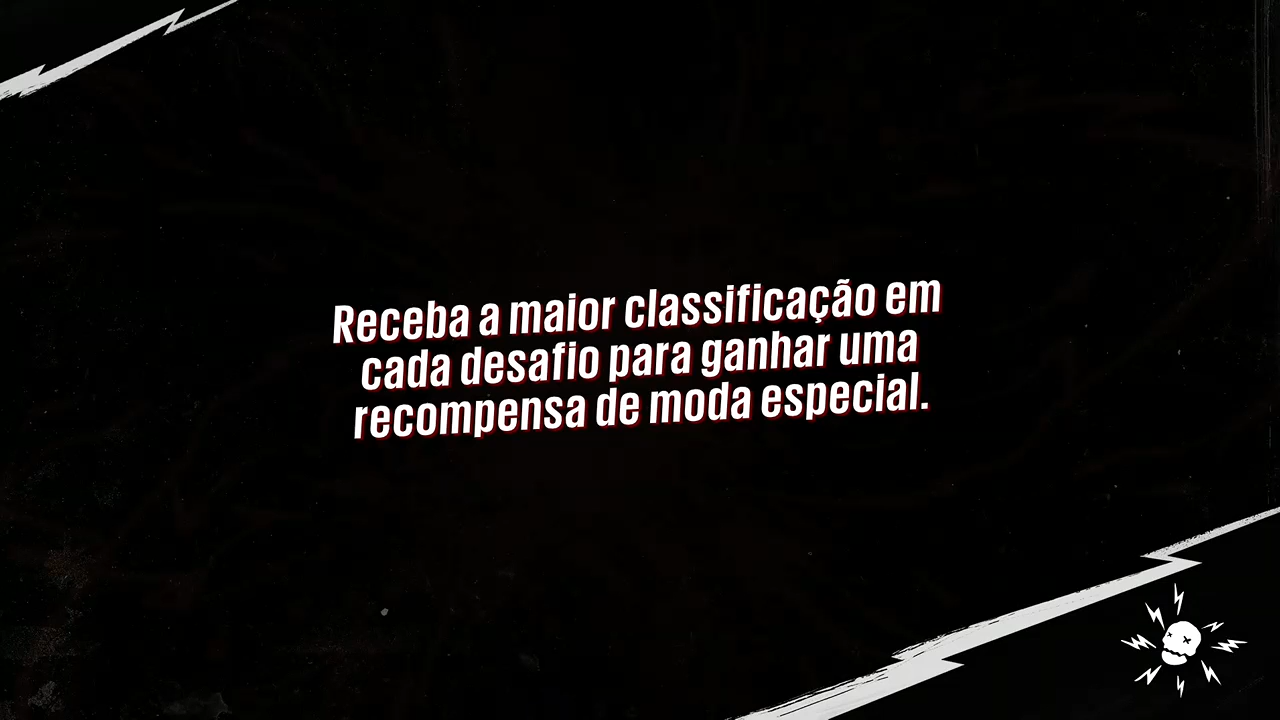 Receba a maior classificação em
cada desafio para ganhar uma
recompensa de moda especial.